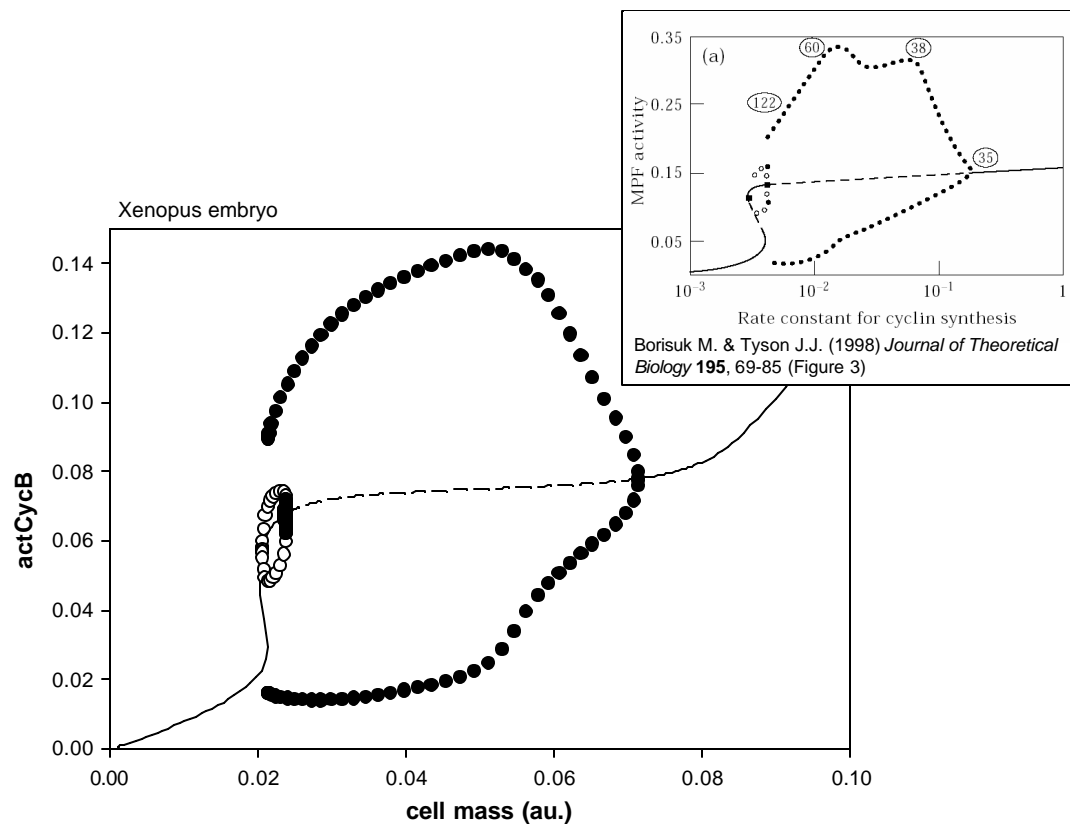 Xenopus embryo
actCycB
0.14
0.12
0.10
0.08
0.06
0.04
0.02
0.00
0.00 0.02 0.04 0.06 0.08 0.10
cell mass (au.)
(a)
MPF activity
0.35
0.25
0.15
0.05
122
60
38
35
10⁻³ 10⁻² 10⁻¹ 1
Rate constant for cyclin synthesis
Borisuk M. & Tyson J.J. (1998) Journal of Theoretical
Biology 195, 69-85 (Figure 3)